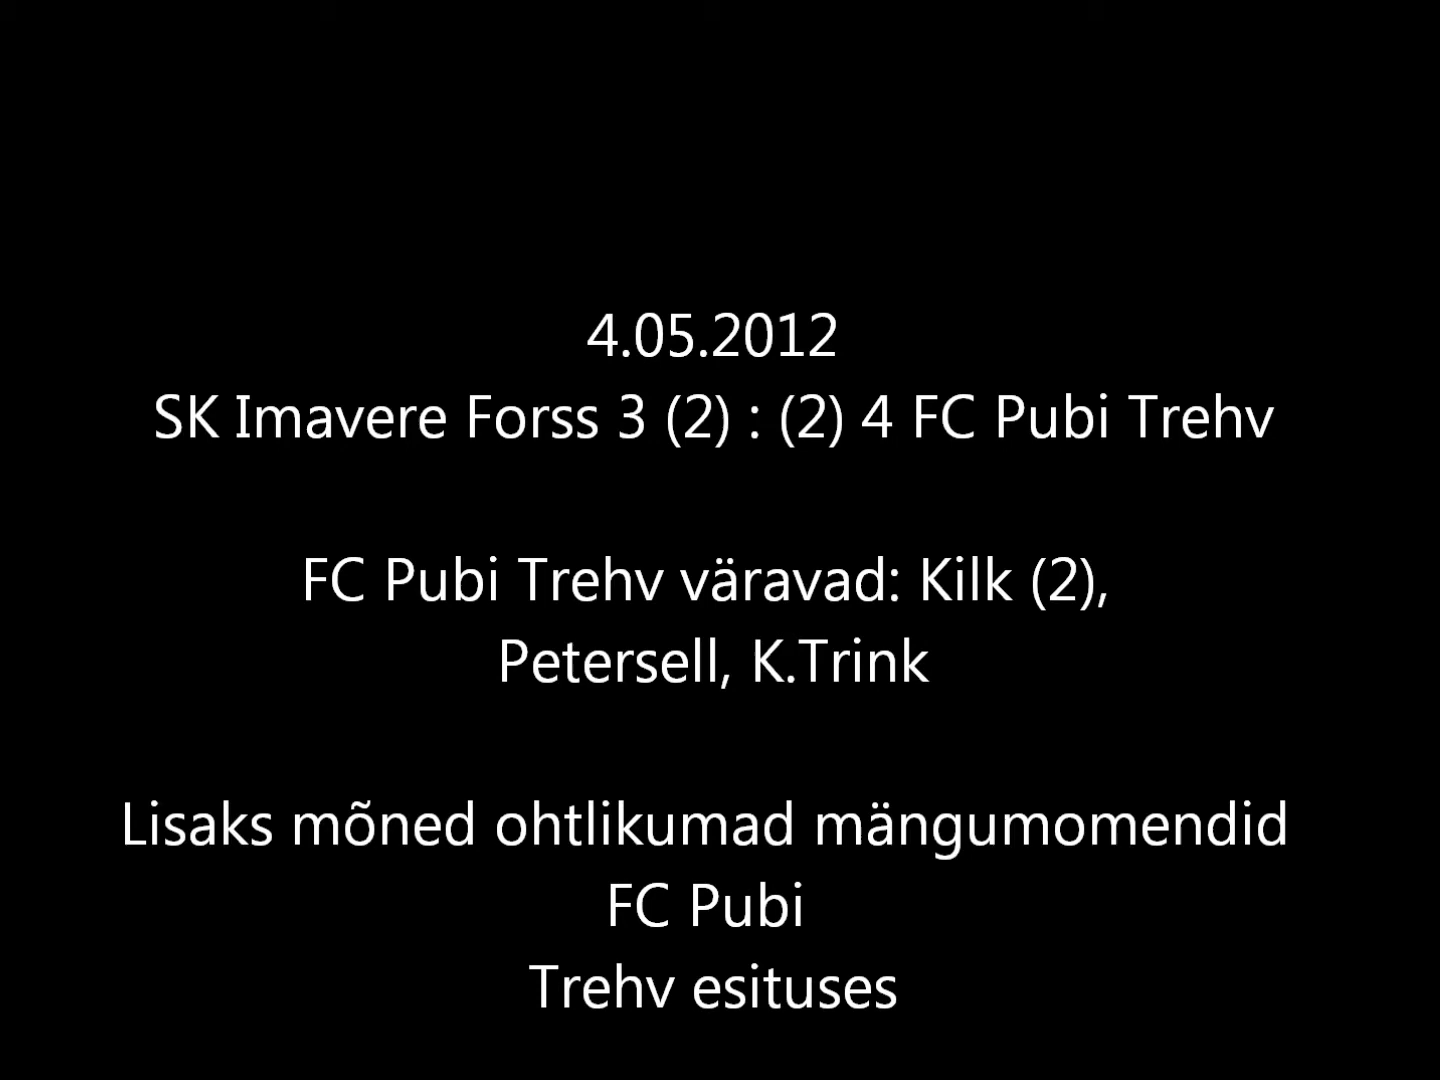 4.05.2012
SK Imavere Forss 3 (2) : (2) 4 FC Pubi Trehv
FC Pubi Trehv väravad: Kilk (2),
Petersell, K.Trink
Lisaks mõned ohtlikumad mängumomendid
FC Pubi
Trehv esituses